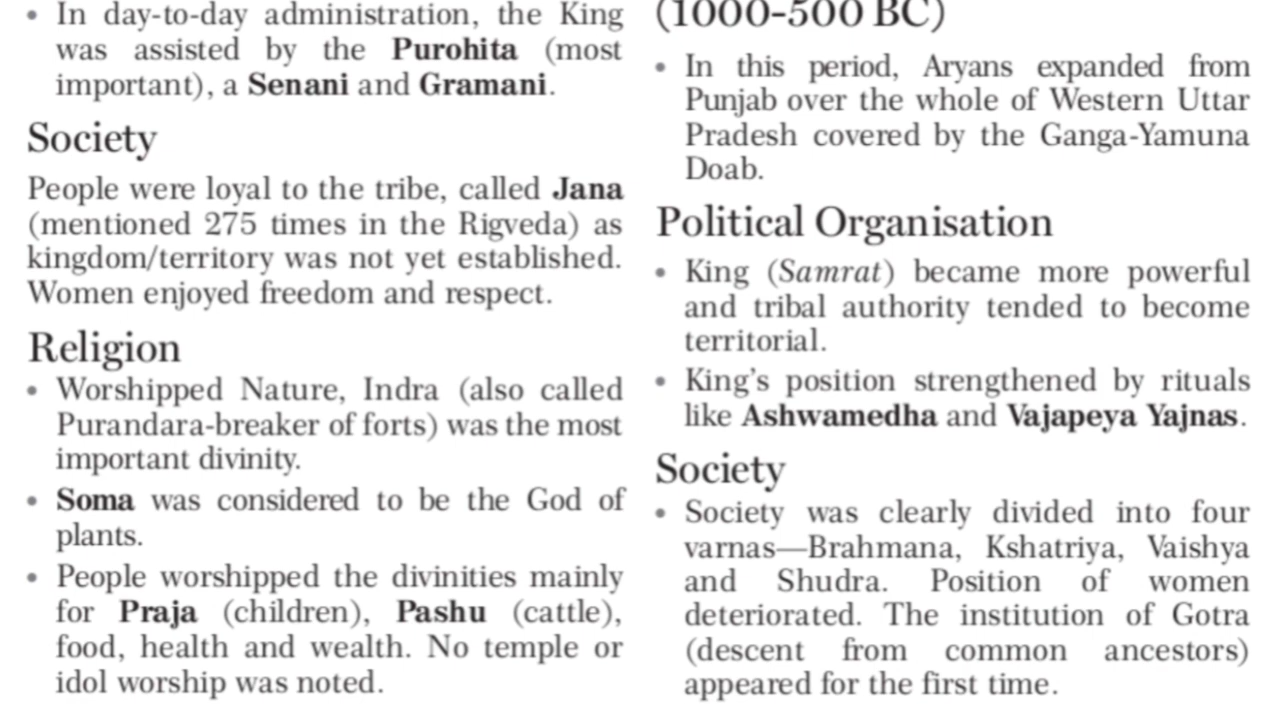 • In day-to-day administration, the King
was assisted by the Purohita (most
important), a Senani and Gramani.
Society
People were loyal to the tribe, called Jana
(mentioned 275 times in the Rigveda) as
kingdom/territory was not yet established.
Women enjoyed freedom and respect.
Religion
• Worshipped Nature, Indra (also called
Purandara-breaker of forts) was the most
important divinity.
• Soma was considered to be the God of
plants.
• People worshipped the divinities mainly
for Praja (children), Pashu (cattle),
food, health and wealth. No temple or
idol worship was noted.
(1000-500 BC)
• In this period, Aryans expanded from
Punjab over the whole of Western Uttar
Pradesh covered by the Ganga-Yamuna
Doab.
Political Organisation
• King (Samrat) became more powerful
and tribal authority tended to become
territorial.
• King's position strengthened by rituals
like Ashwamedha and Vajapeya Yajnas.
Society
• Society was clearly divided into four
varnas—Brahmana, Kshatriya, Vaishya
and Shudra. Position of women
deteriorated. The institution of Gotra
(descent from common ancestors)
appeared for the first time.